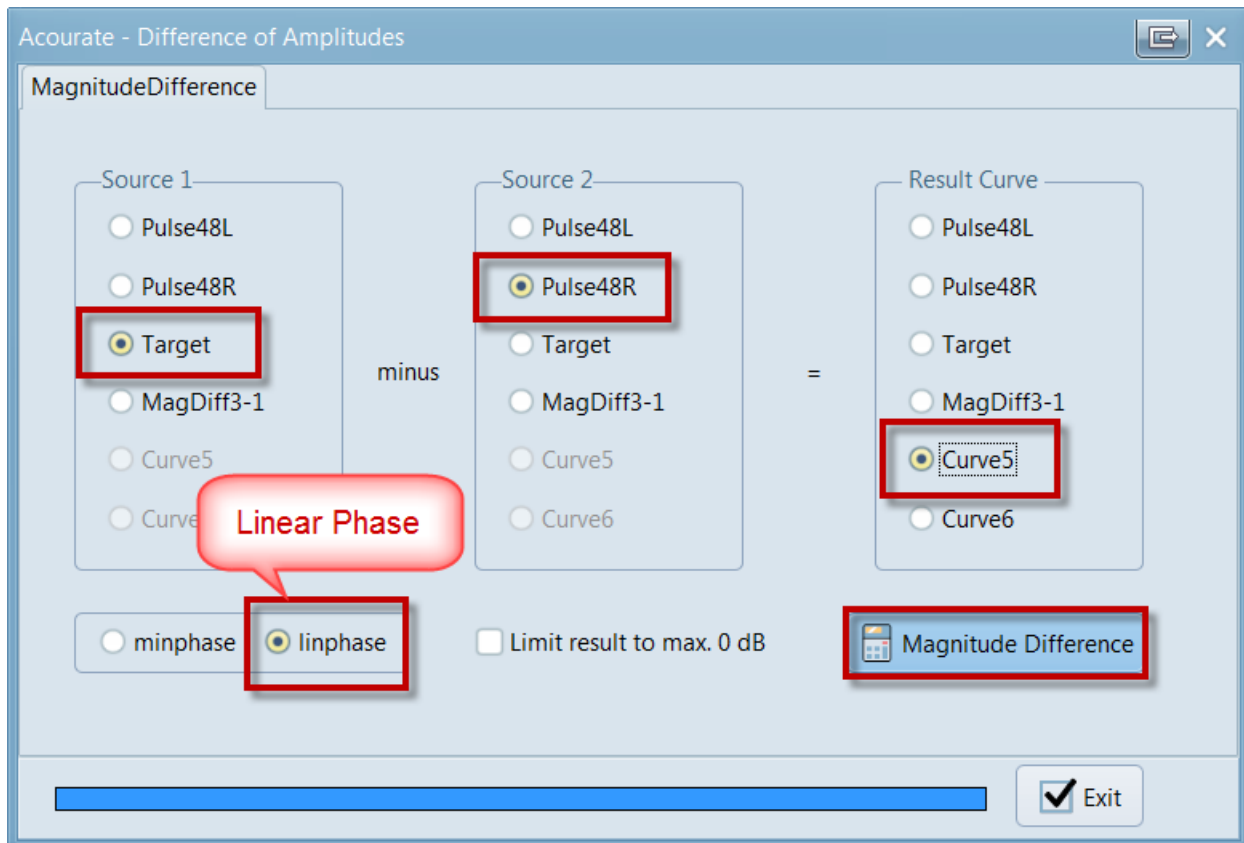 Acourate - Difference of Amplitudes
MagnitudeDifference
Source 1
Pulse48L
Pulse48R
Target
MagDiff3-1
Curve5
Curve
minus
Source 2
Pulse48L
Pulse48R
Target
MagDiff3-1
Curve5
Curve6
=
Result Curve
Pulse48L
Pulse48R
Target
MagDiff3-1
Curve5
Curve6
Linear Phase
minphase
linphase
Limit result to max. 0 dB
Magnitude Difference
Exit